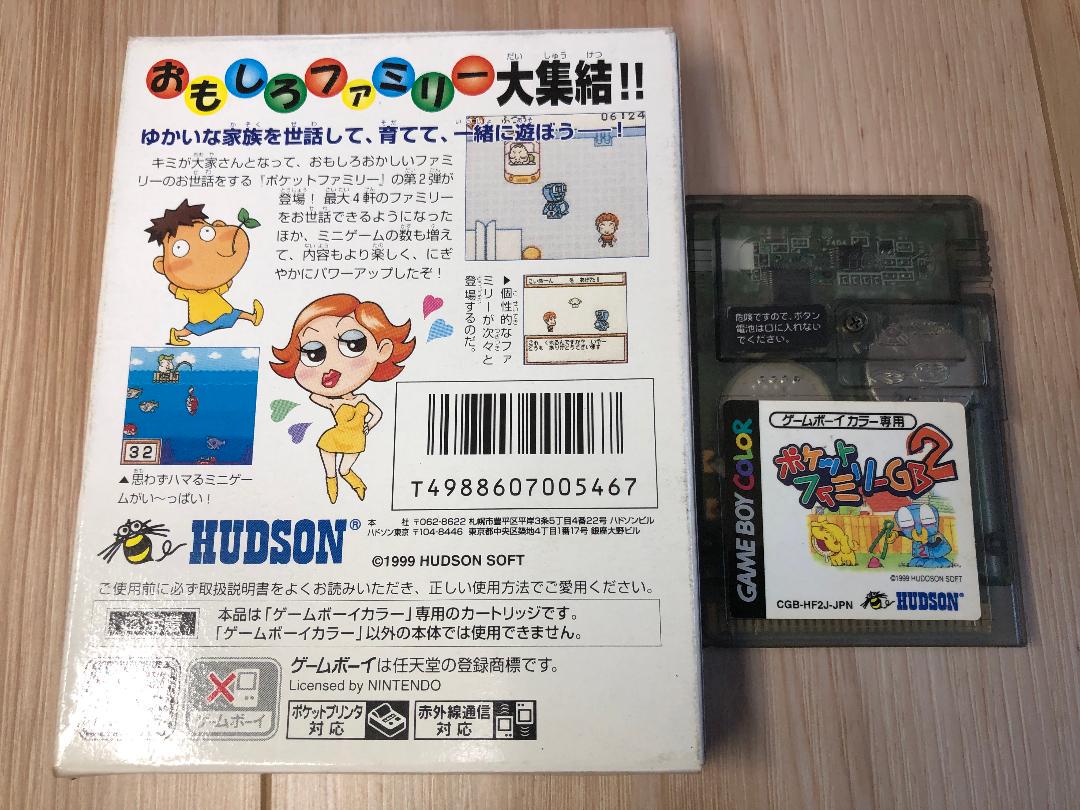 おもしろファミリー大集結!!
だいしゅうけつ
ゆかいな家族を世話して、育てて、一緒に遊ぼうーー!
キミが大家さんとなって、おもしろおかしいファミ
リーのお世話をする『ポケットファミリー』の第2弾が
登場! 最大4軒のファミリー
をお世話できるようになった
ほか、ミニゲームの数も増え
て、内容もより楽しく、にぎ
やかにパワーアップしたぞ!
06124
▶個性的なファ
ミリーが次々と
登場するのだ。
32
▲思わずハマるミニゲー
ムがい〜っぱい!
T4988607005467
HUDSON®
本 社 〒062-8622 札幌市豊平区平岸3条5丁目4番22号 ハドソンビル
ハドソン東京 〒104-8446 東京都中央区築地4丁目1番17号 銀座大野ビル
©1999 HUDSON SOFT
ご使用前に必ず取扱説明書をよくお読みいただき、正しい使用方法でご愛用ください。
本品は「ゲームボーイカラー」専用のカートリッジです。
「ゲームボーイカラー」以外の本体では使用できません。
ゲームボーイ
ゲームボーイは任天堂の登録商標です。
Licensed by NINTENDO
ポケットプリンタ
対応
赤外線通信
対応
危険ですので、ボタン
電池は口に入れない
でください。
GAME BOY COLOR
ゲームボーイカラー専用
ポケット
ファミリーGB2
©1999 HUDOSON SOFT
CGB-HF2J-JPN
HUDSON